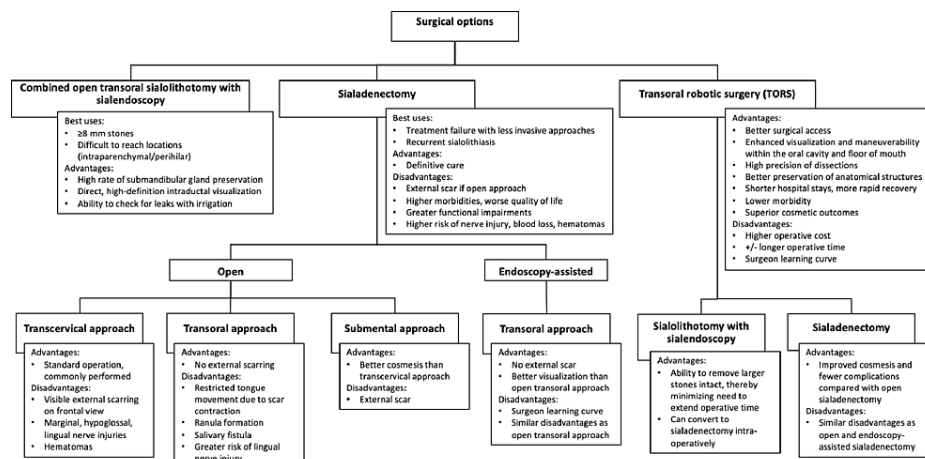 Surgical options
Combined open transoral sialolithotomy with
sialendoscopy
Best uses:
• ≥8 mm stones
• Difficult to reach locations
(intraparenchymal/perihilar)
Advantages:
• High rate of submandibular gland preservation
• Direct, high-definition intraductal visualization
• Ability to check for leaks with irrigation
Sialadenectomy
Best uses:
• Treatment failure with less invasive approaches
• Recurrent sialolithiasis
Advantages:
• Definitive cure
Disadvantages:
• External scar if open approach
• Higher morbidities, worse quality of life
• Greater functional impairments
• Higher risk of nerve injury, blood loss, hematomas
Transoral robotic surgery (TORS)
Advantages:
• Better surgical access
• Enhanced visualization and maneuverability
within the oral cavity and floor of mouth
• High precision of dissections
• Better preservation of anatomical structures
• Shorter hospital stays, more rapid recovery
• Lower morbidity
• Superior cosmetic outcomes
Disadvantages:
• Higher operative cost
• +/- longer operative time
• Surgeon learning curve
Open
Endoscopy-assisted
Transcervical approach
Advantages:
• Standard operation,
commonly performed
Disadvantages:
• Visible external scarring
on frontal view
• Marginal, hypoglossal,
lingual nerve injuries
• Hematomas
Transoral approach
Advantages:
• No external scarring
Disadvantages:
• Restricted tongue
movement due to scar
contraction
• Ranula formation
• Salivary fistula
• Greater risk of lingual
nerve injury
Submental approach
Advantages:
• Better cosmesis than
transcervical approach
Disadvantages:
• External scar
Transoral approach
Advantages:
• No external scar
• Better visualization than
open transoral approach
Disadvantages:
• Surgeon learning curve
• Similar disadvantages as
open transoral approach
Sialolithotomy with
sialendoscopy
Advantages:
• Ability to remove larger
stones intact, thereby
minimizing need to
extend operative time
• Can convert to
sialadenectomy intra-
operatively
Sialadenectomy
Advantages:
• Improved cosmesis and
fewer complications
compared with open
sialadenectomy
Disadvantages:
• Similar disadvantages as
open and endoscopy-
assisted sialadenectomy